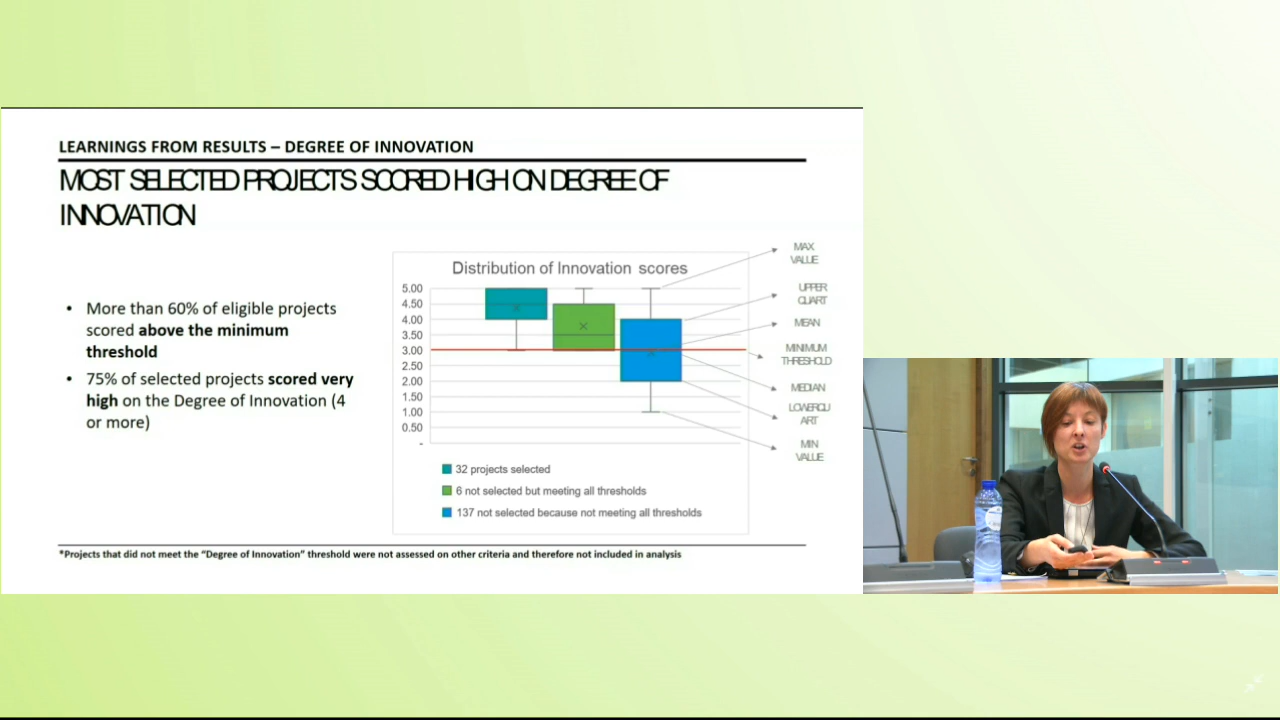 LEARNINGS FROM RESULTS – DEGREE OF INNOVATION
MOST SELECTED PROJECTS SCORED HIGH ON DEGREE OF
INNOVATION
• More than 60% of eligible projects
scored above the minimum
threshold
• 75% of selected projects scored very
high on the Degree of Innovation (4
or more)
Distribution of Innovation scores
5.00
4.50
4.00
3.50
3.00
2.50
2.00
1.50
1.00
0.50
-
32 projects selected
6 not selected but meeting all thresholds
137 not selected because not meeting all thresholds
MAX
VALUE
UPPER
QUART
MEAN
MINIMUM
THRESHOLD
MEDIAN
LOWERQU
ART
MIN
VALUE
*Projects that did not meet the “Degree of Innovation” threshold were not assessed on other criteria and therefore not included in analysis